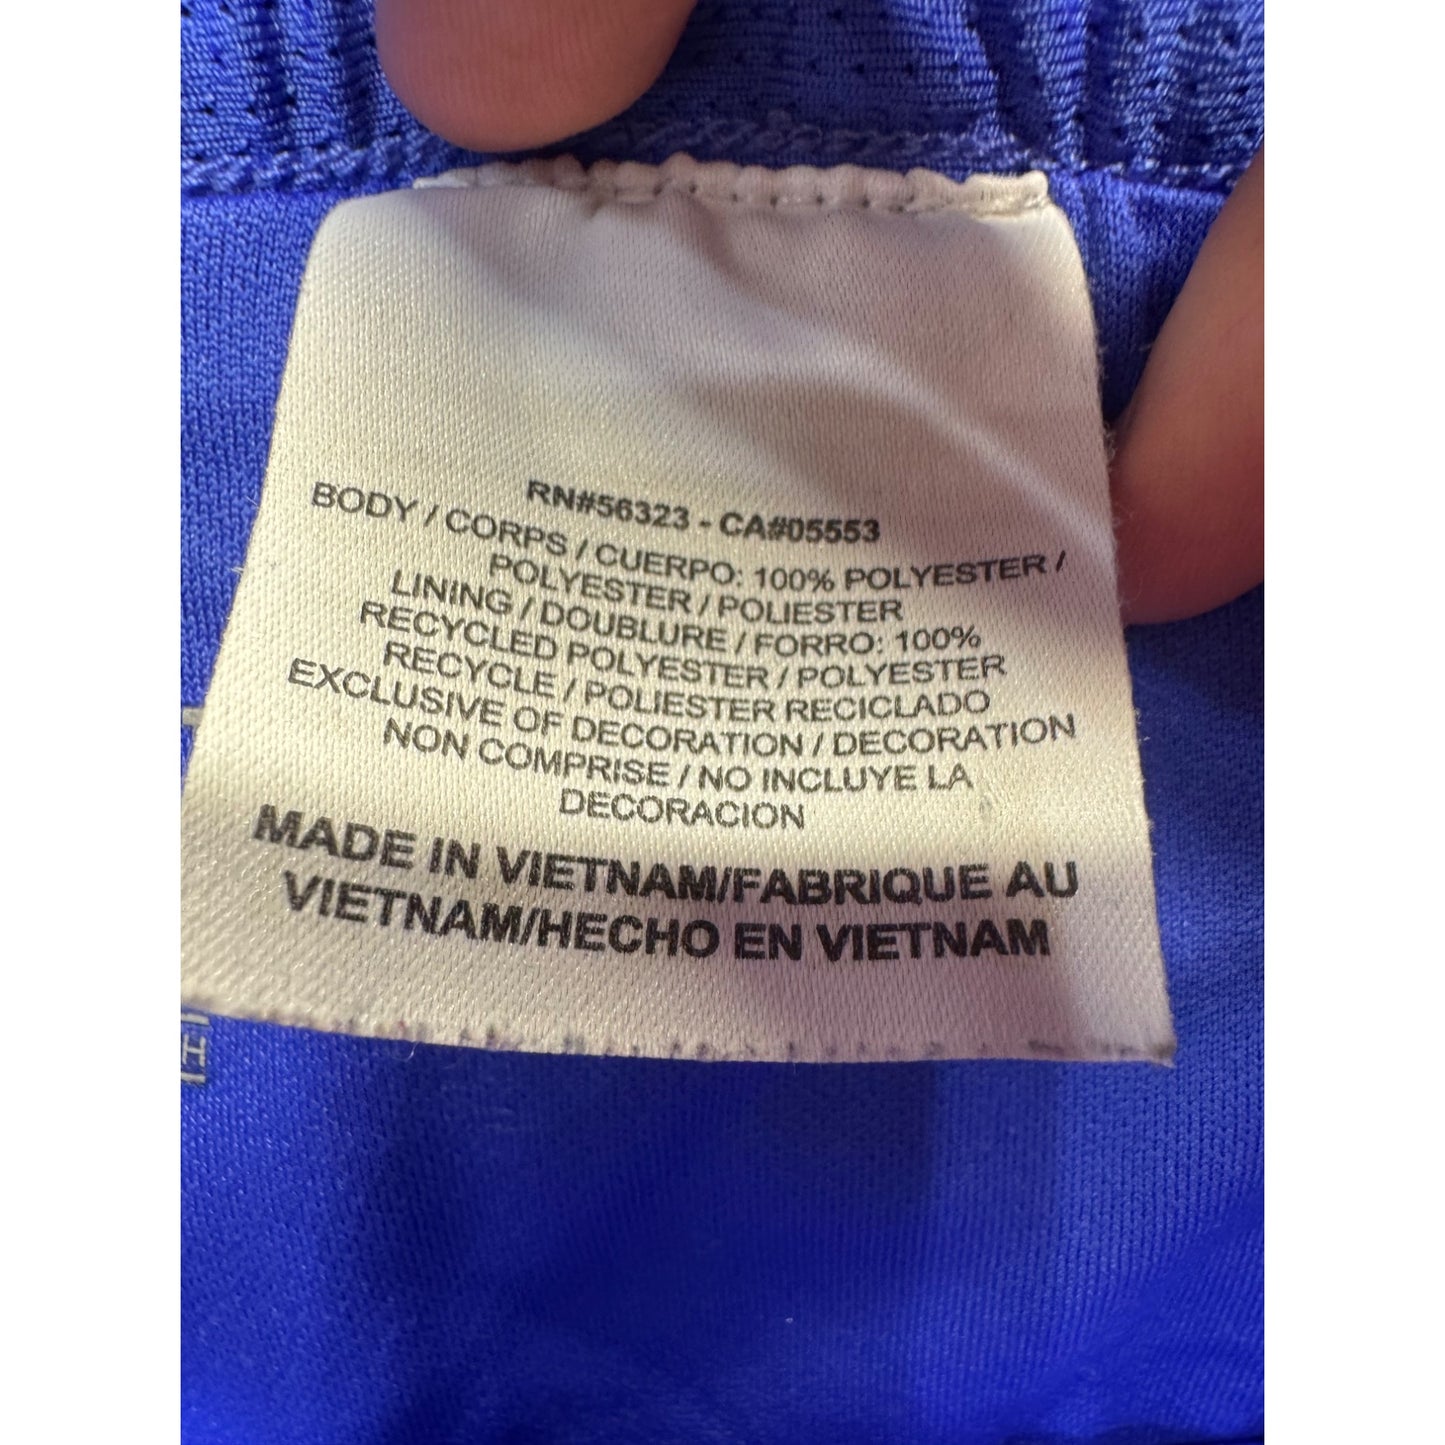 RN#56323 - CA#05553
BODY / CORPS / CUERPO: 100% POLYESTER /
POLYESTER / POLIESTER
LINING / DOUBLURE / FORRO: 100%
RECYCLED POLYESTER / POLYESTER
RECYCLE / POLIESTER RECICLADO
EXCLUSIVE OF DECORATION / DECORATION
NON COMPRISE / NO INCLUYE LA
DECORACION
MADE IN VIETNAM/FABRIQUE AU
VIETNAM/HECHO EN VIETNAM